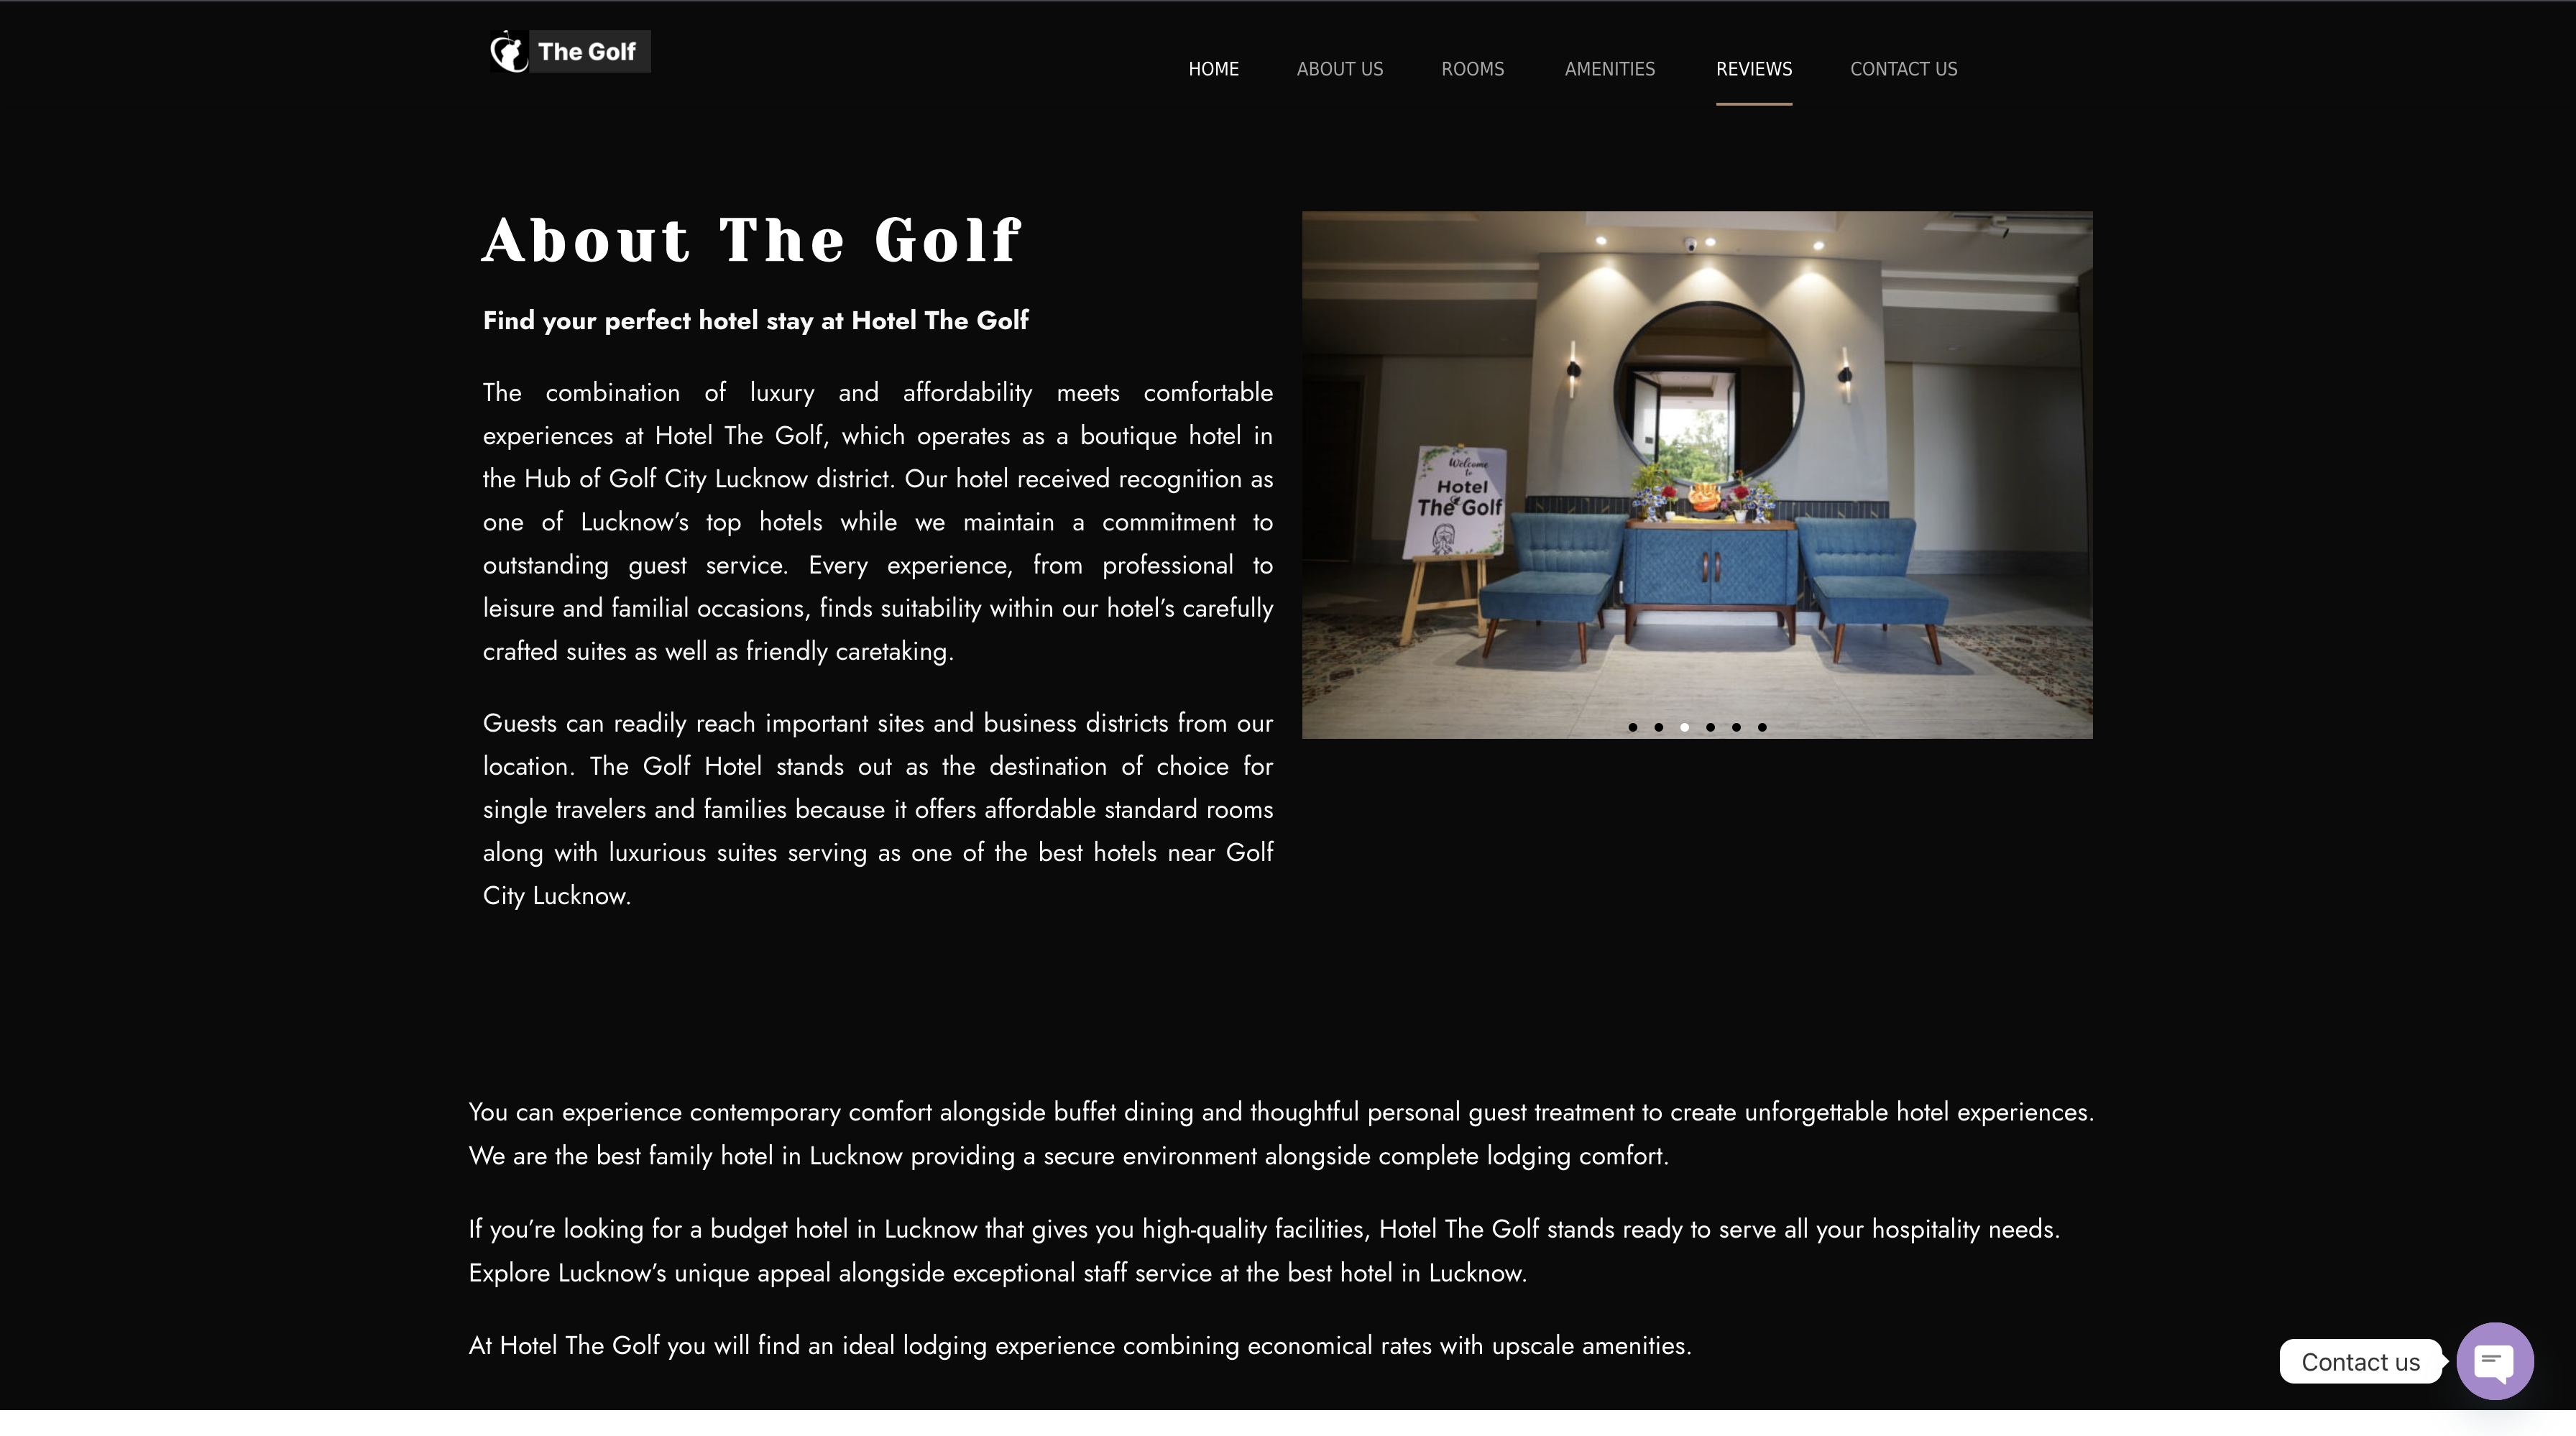 The Golf
HOME ABOUT US ROOMS AMENITIES REVIEWS CONTACT US
About The Golf
Find your perfect hotel stay at Hotel The Golf
The combination of luxury and affordability meets comfortable
experiences at Hotel The Golf, which operates as a boutique hotel in
the Hub of Golf City Lucknow district. Our hotel received recognition as
one of Lucknow’s top hotels while we maintain a commitment to
outstanding guest service. Every experience, from professional to
leisure and familial occasions, finds suitability within our hotel’s carefully
crafted suites as well as friendly caretaking.
Guests can readily reach important sites and business districts from our
location. The Golf Hotel stands out as the destination of choice for
single travelers and families because it offers affordable standard rooms
along with luxurious suites serving as one of the best hotels near Golf
City Lucknow.
Welcome
to
Hotel
The Golf
You can experience contemporary comfort alongside buffet dining and thoughtful personal guest treatment to create unforgettable hotel experiences.
We are the best family hotel in Lucknow providing a secure environment alongside complete lodging comfort.
If you’re looking for a budget hotel in Lucknow that gives you high-quality facilities, Hotel The Golf stands ready to serve all your hospitality needs.
Explore Lucknow’s unique appeal alongside exceptional staff service at the best hotel in Lucknow.
At Hotel The Golf you will find an ideal lodging experience combining economical rates with upscale amenities.
Contact us